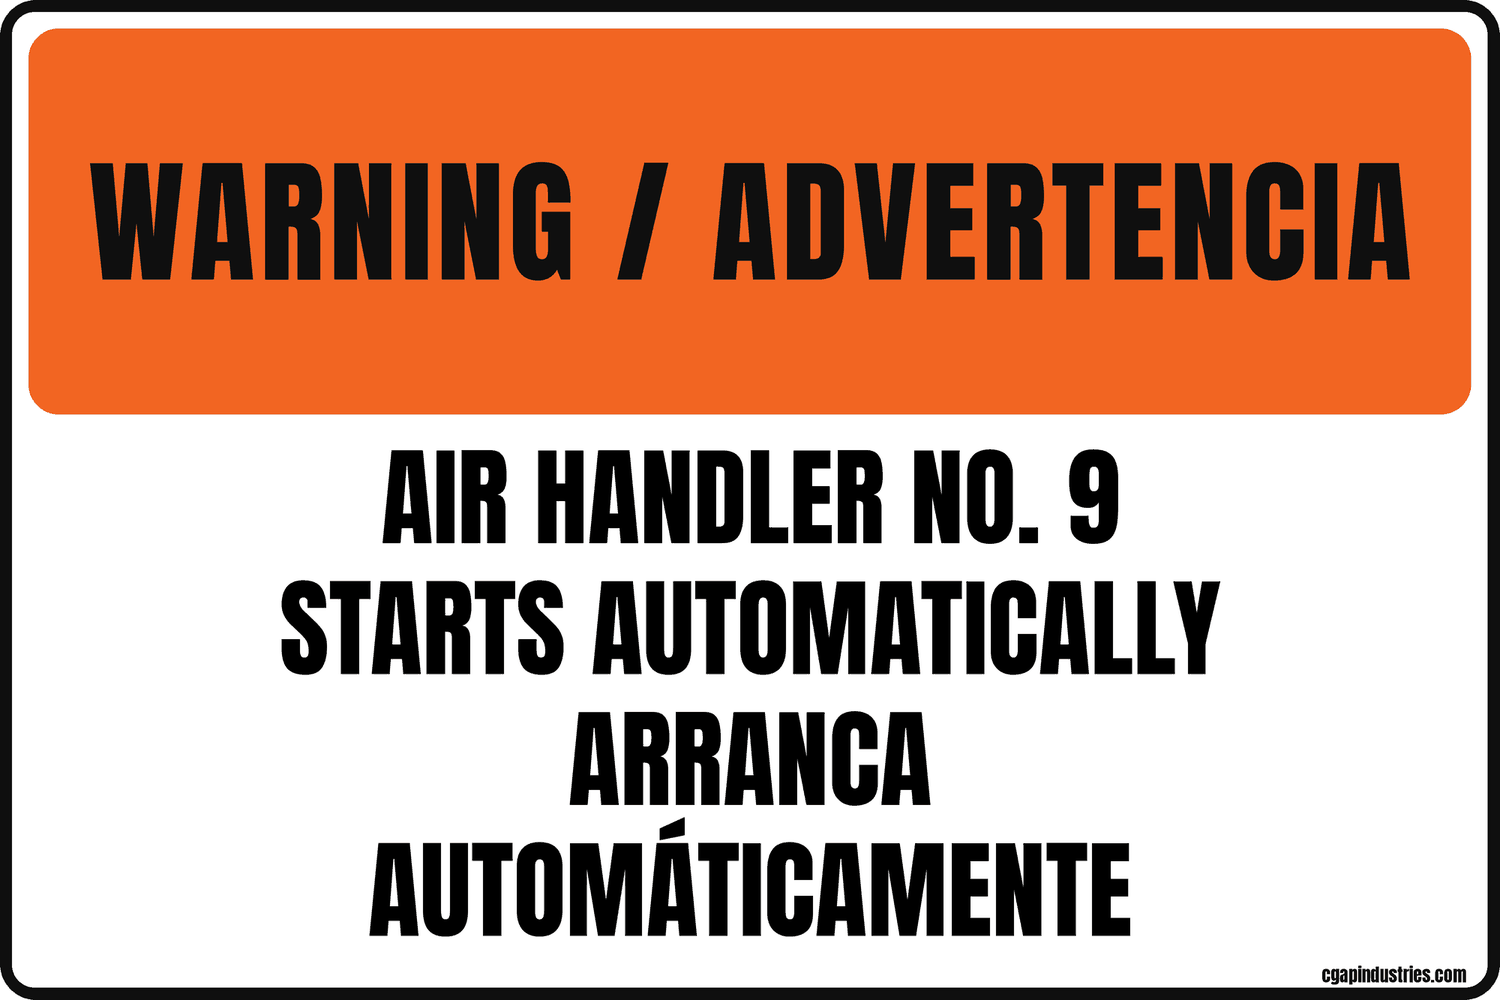 WARNING / ADVERTENCIA
AIR HANDLER NO. 9
STARTS AUTOMATICALLY
ARRANCA
AUTOMÁTICAMENTE
cgapindustries.com